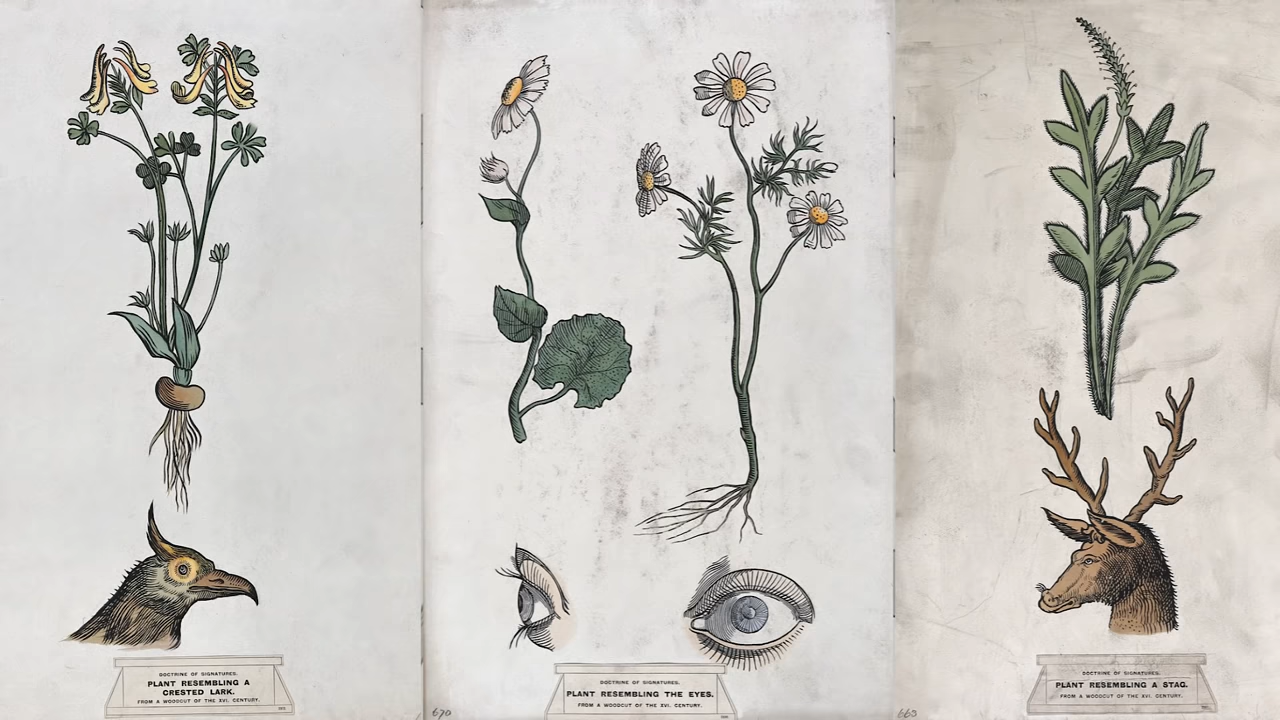 DOCTRINE OF SIGNATURES.
PLANT RESEMBLING A
CRESTED LARK.
FROM A WOODCUT OF THE XVI. CENTURY.
DOCTRINE OF SIGNATURES.
PLANT RESEMBLING THE EYES.
FROM A WOODCUT OF THE XVI. CENTURY.
670
DOCTRINE OF SIGNATURES.
PLANT RESEMBLING A STAG.
FROM A WOODCUT OF THE XVI. CENTURY.
663